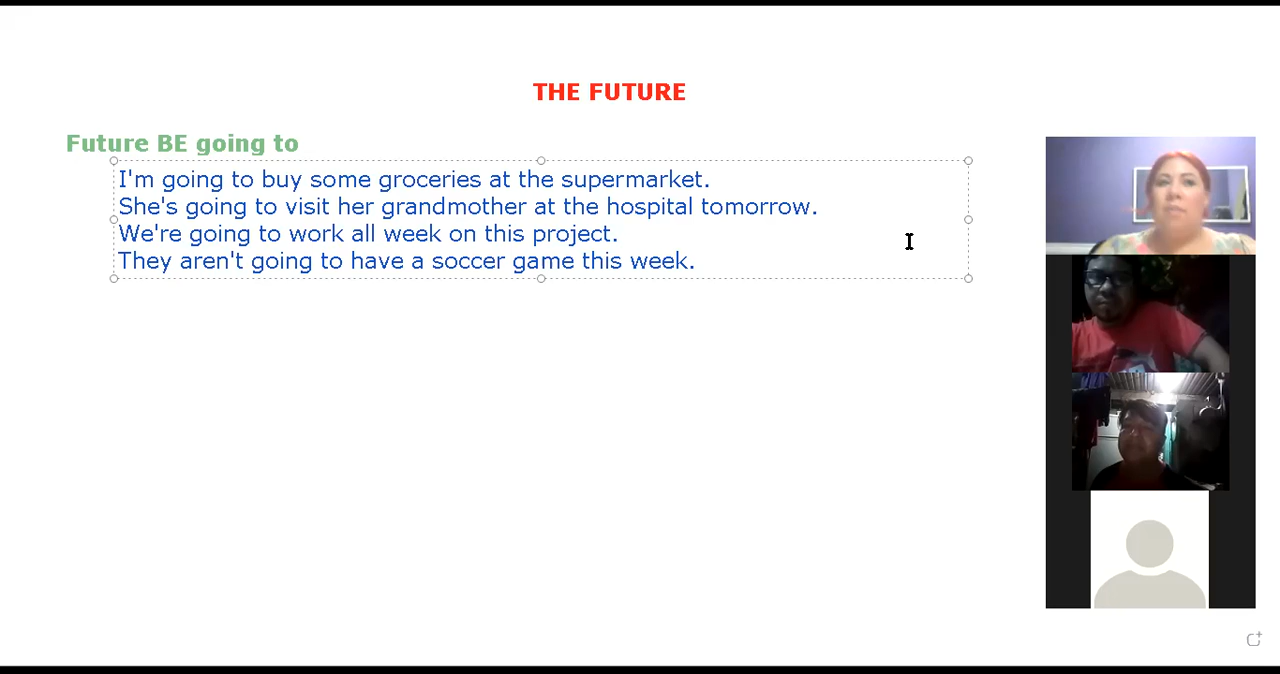 THE FUTURE
Future BE going to
I'm going to buy some groceries at the supermarket.
She's going to visit her grandmother at the hospital tomorrow.
We're going to work all week on this project.
They aren't going to have a soccer game this week.